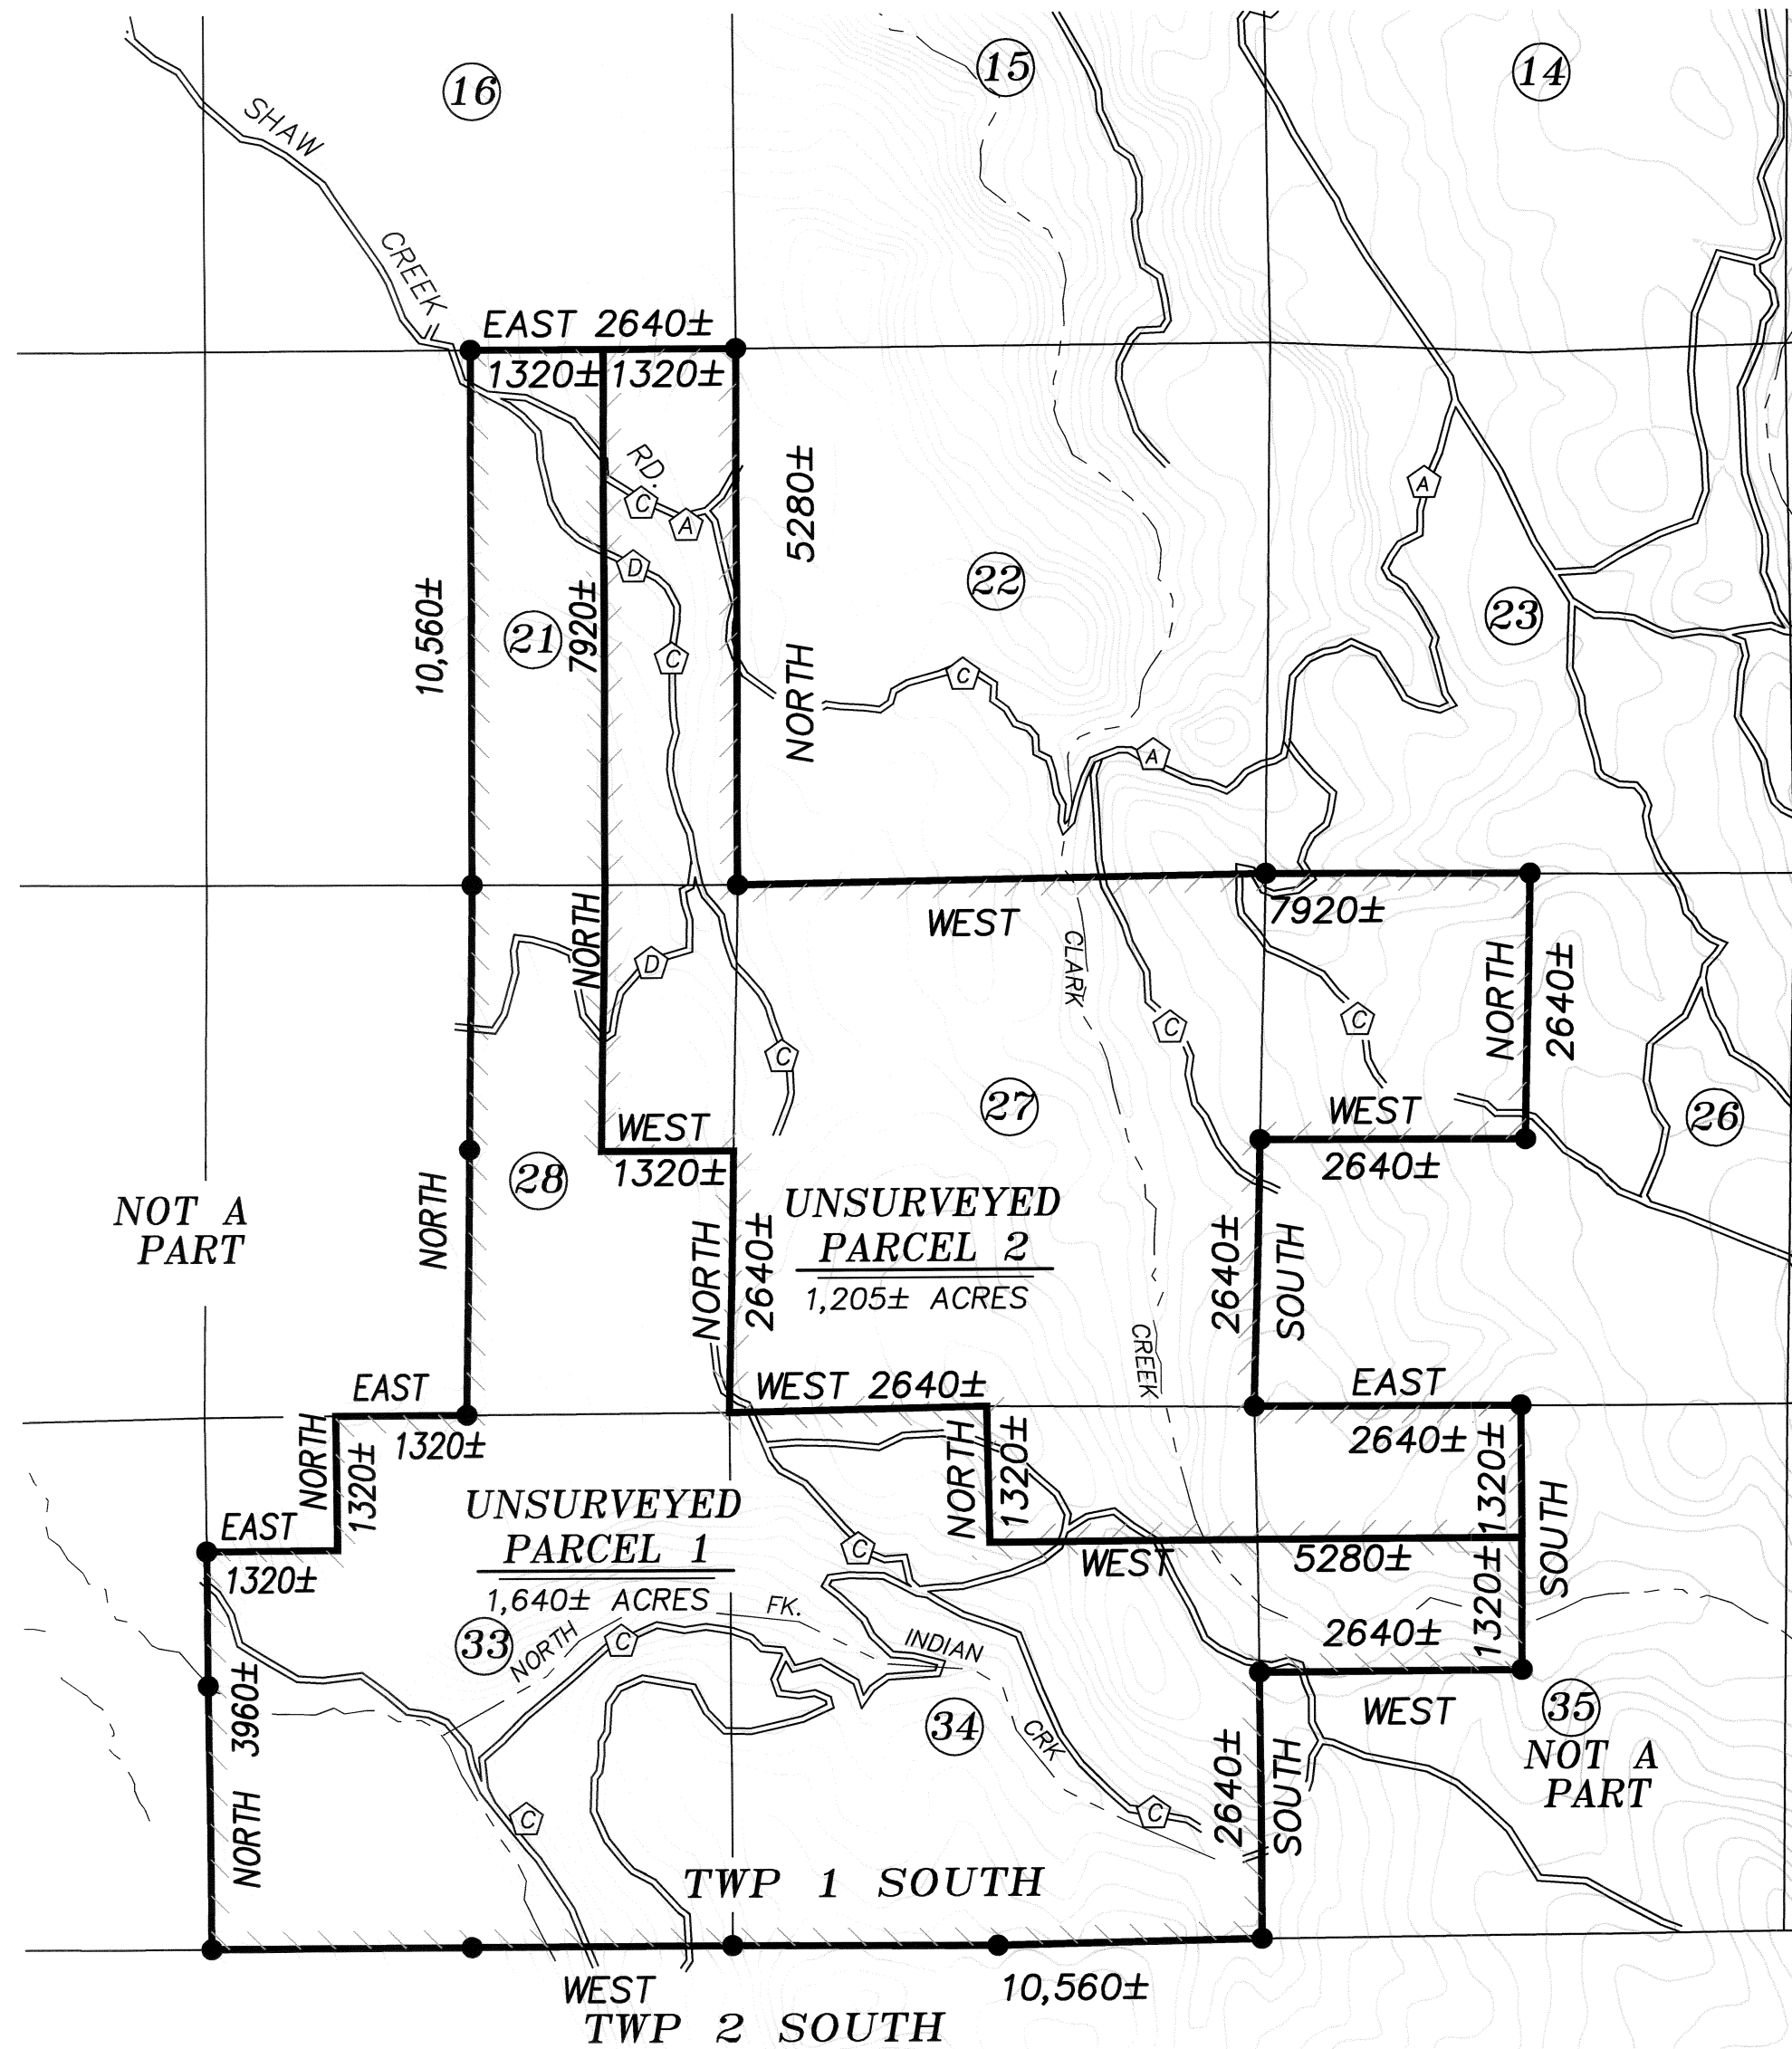 16
15
14
SHAW
CREEK
EAST 2640±
1320± 1320±
RD.
C
A
A
5280±
D
22
10,560±
21
7920±
23
C
NORTH
C
A
NORTH
WEST
7920±
D
CLARK
NORTH
2640±
C
C
C
WEST
27
WEST
26
1320±
2640±
28
NOT A
PART
NORTH
UNSURVEYED
PARCEL 2
1,205± ACRES
NORTH
2640±
2640±
SOUTH
CREEK
EAST
WEST 2640±
EAST
1320±
2640±
NORTH
1320±
NORTH
1320±
1320±
SOUTH
UNSURVEYED
PARCEL 1
1,640± ACRES
EAST
1320±
C
WEST
5280±
1320±
FK.
33
NORTH
C
INDIAN
2640±
3960±
34
CRK
WEST
35
NOT A
PART
NORTH
C
C
2640±
SOUTH
TWP 1 SOUTH
WEST
10,560±
TWP 2 SOUTH